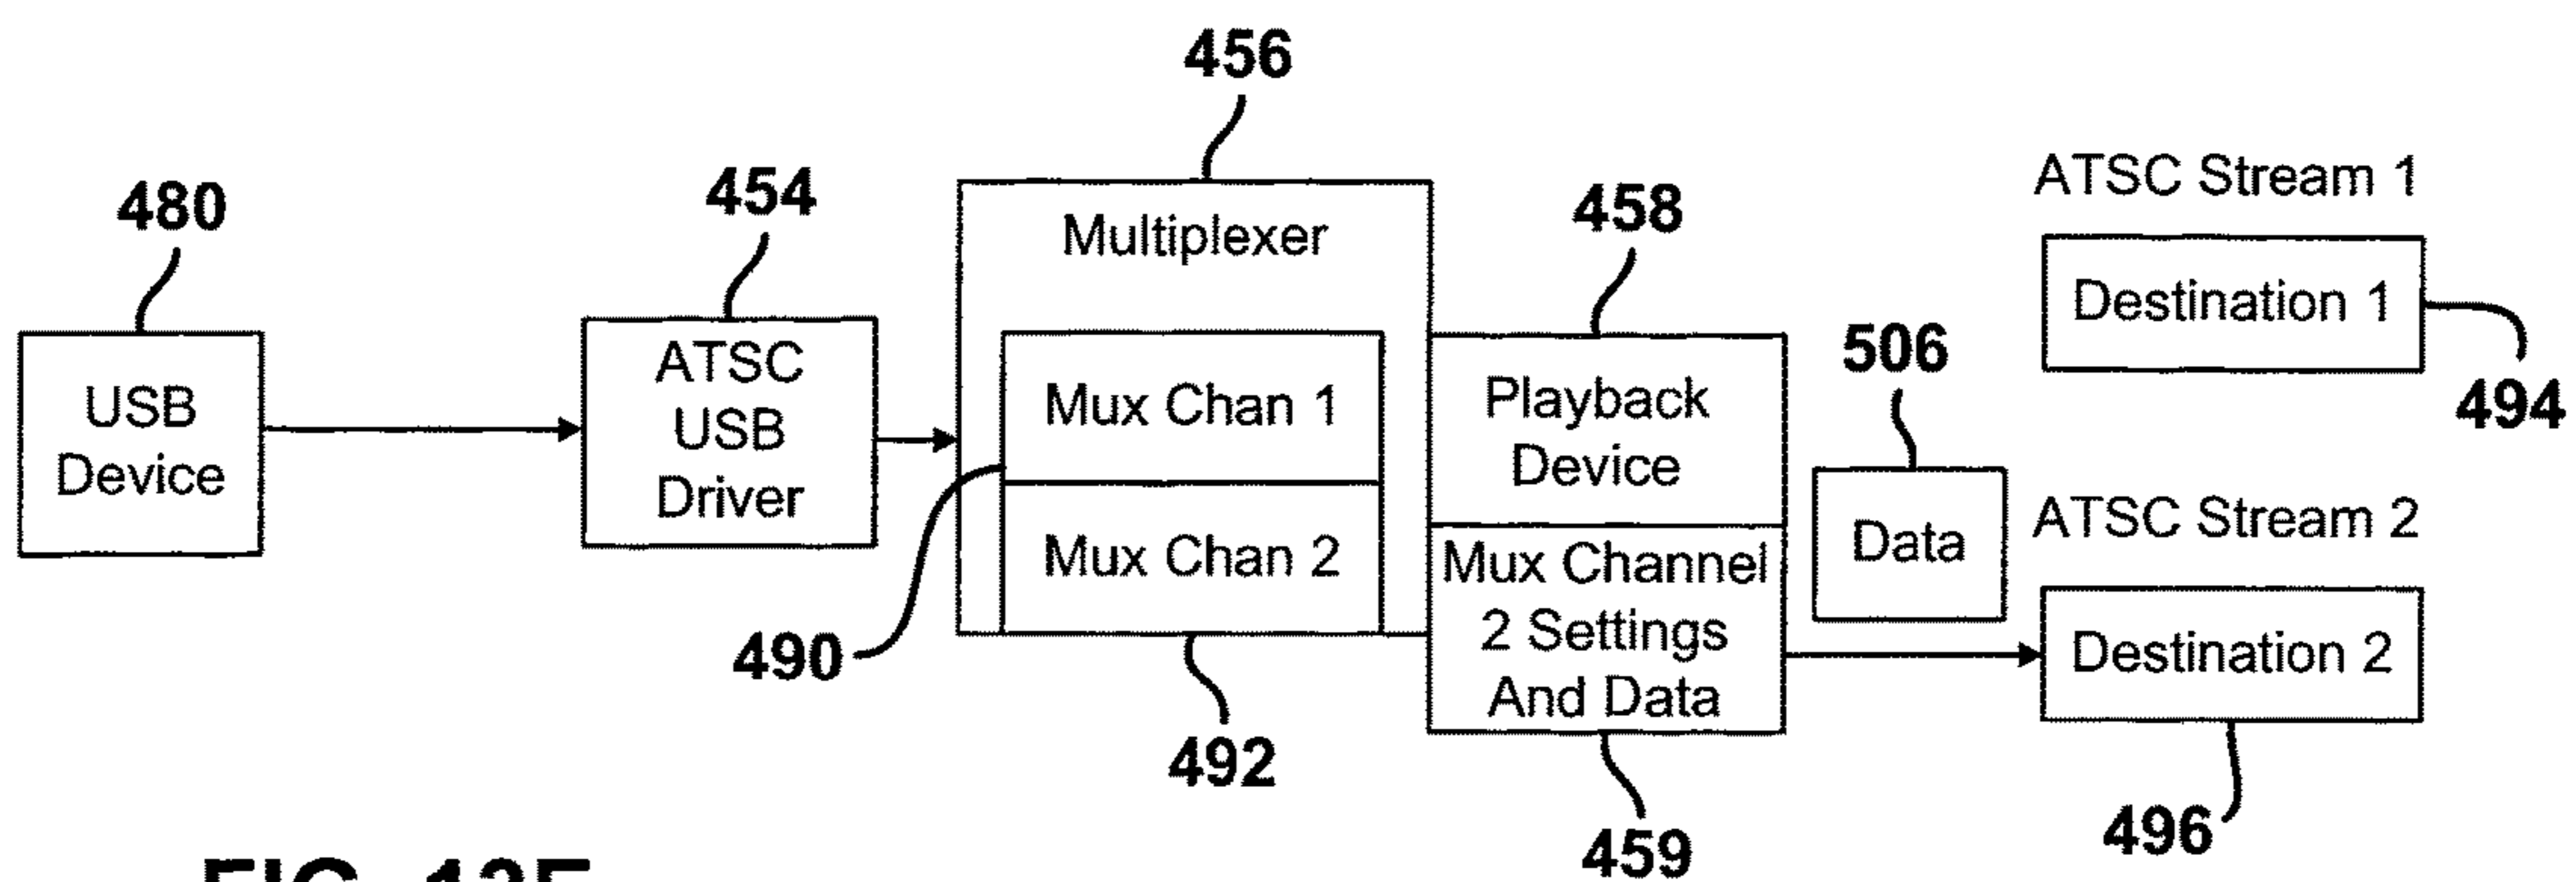 456
ATSC Stream 1
480
454
458
Multiplexer
Destination 1
506
494
USB
Device
ATSC
USB
Driver
Mux Chan 1
Mux Chan 2
Playback
Device
Data
ATSC Stream 2
Mux Channel
2 Settings
And Data
Destination 2
490
492
459
496